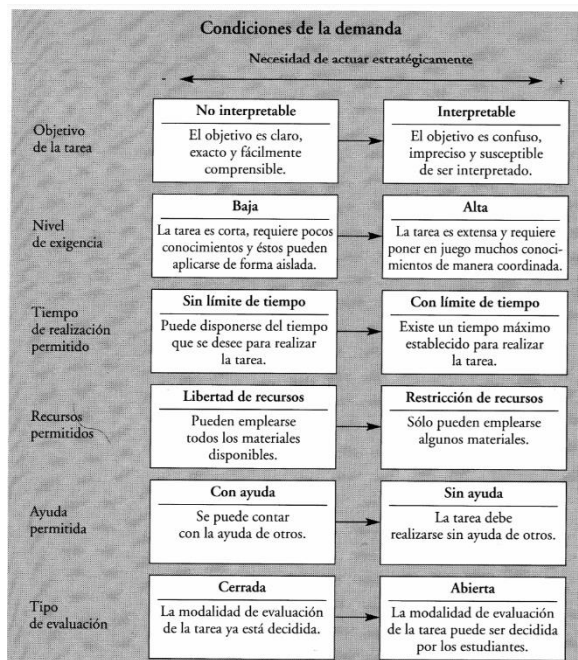 Condiciones de la demanda
Necesidad de actuar estratégicamente
- +
Objetivo
de la tarea
No interpretable
El objetivo es claro,
exacto y fácilmente
comprensible.
Interpretable
El objetivo es confuso,
impreciso y susceptible
de ser interpretado.
Nivel
de exigencia
Baja
La tarea es corta, requiere pocos
conocimientos y éstos pueden
aplicarse de forma aislada.
Alta
La tarea es extensa y requiere
poner en juego muchos conoci-
mientos de manera coordinada.
Tiempo
de realización
permitido
Sin límite de tiempo
Puede disponerse del tiempo
que se desee para realizar
la tarea.
Con límite de tiempo
Existe un tiempo máximo
establecido para realizar
la tarea.
Recursos
permitidos
Libertad de recursos
Pueden emplearse
todos los materiales
disponibles.
Restricción de recursos
Sólo pueden emplearse
algunos materiales.
Ayuda
permitida
Con ayuda
Se puede contar
con la ayuda de otros.
Sin ayuda
La tarea debe
realizarse sin ayuda de otros.
Tipo
de evaluación
Cerrada
La modalidad de evaluación
de la tarea ya está decidida.
Abierta
La modalidad de evaluación
de la tarea puede ser decidida
por los estudiantes.